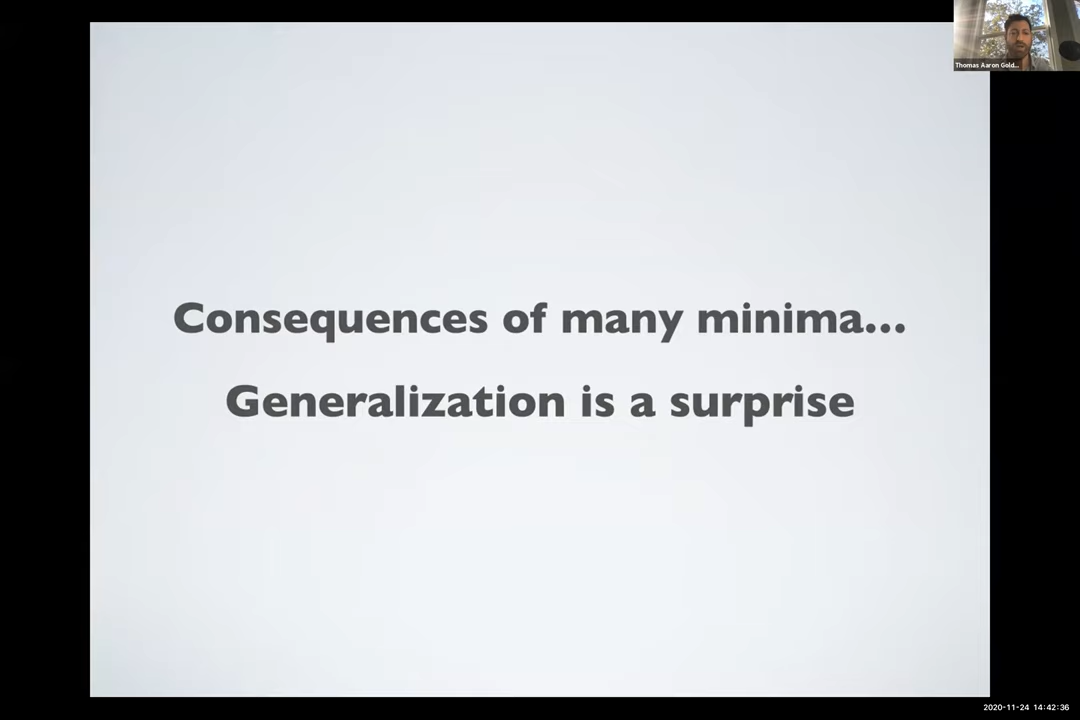 Thomas Aaron Gold...
Consequences of many minima...
Generalization is a surprise
2020-11-24 14:42:36